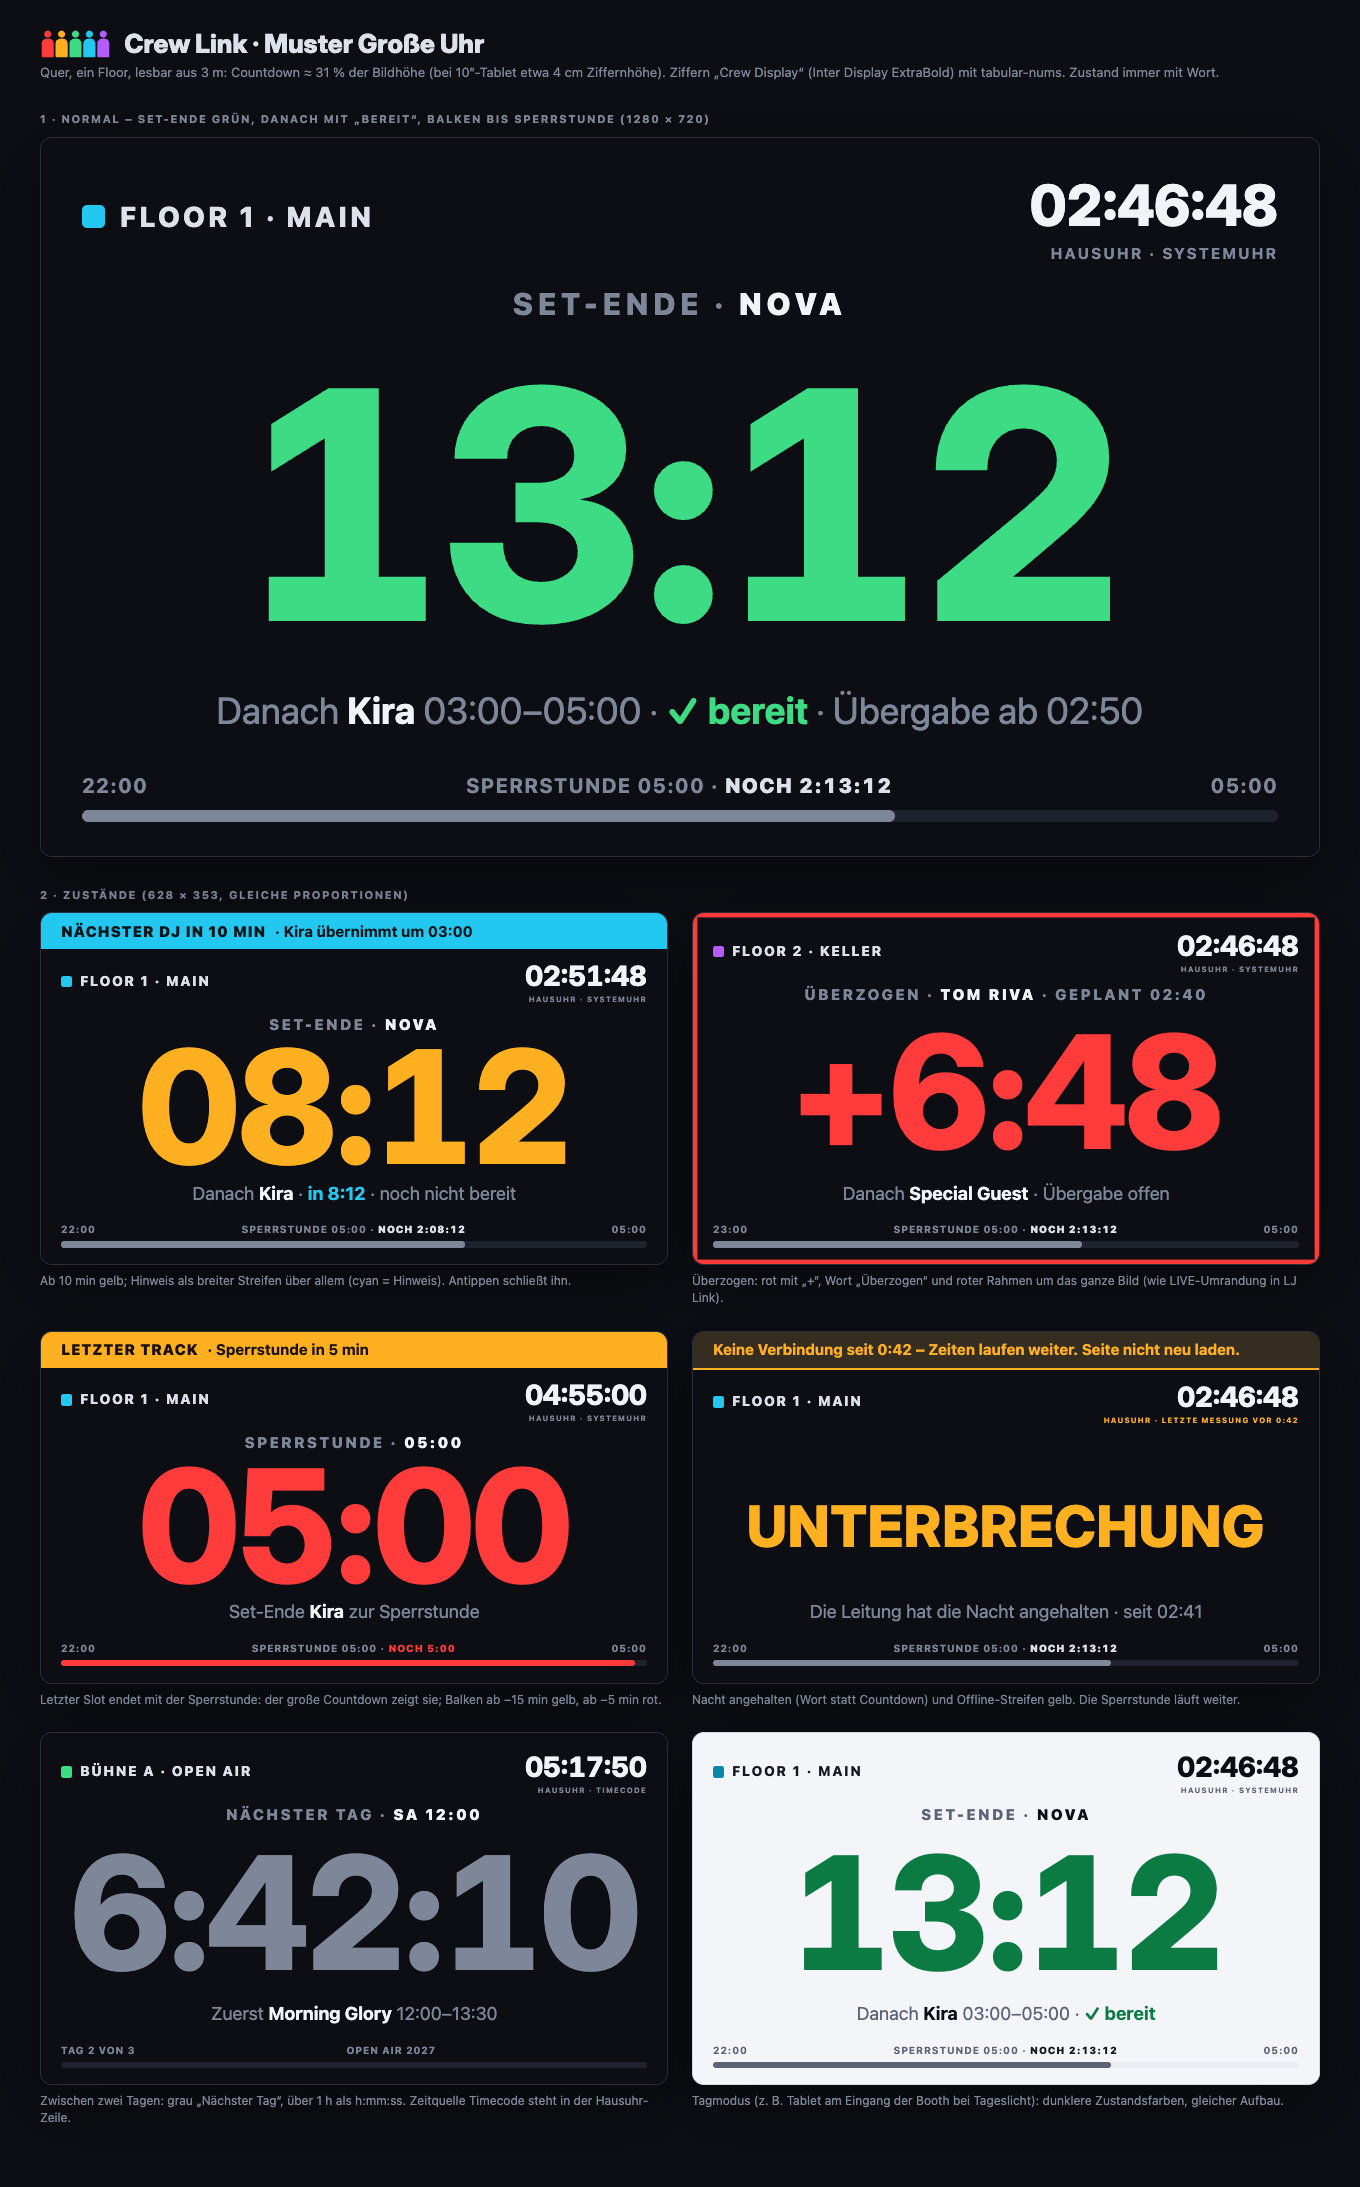 Crew Link · Muster Große Uhr
Quer, ein Floor, lesbar aus 3 m: Countdown ≈ 31 % der Bildhöhe (bei 10″-Tablet etwa 4 cm Ziffernhöhe). Ziffern „Crew Display“ (Inter Display ExtraBold) mit tabular-nums. Zustand immer mit Wort.
1 · NORMAL – SET-ENDE GRÜN, DANACH MIT „BEREIT“, BALKEN BIS SPERRSTUNDE (1280 × 720)
FLOOR 1 · MAIN
02:46:48
HAUSUHR · SYSTEMUHR
SET-ENDE · NOVA
13:12
Danach Kira 03:00–05:00 · ✓ bereit · Übergabe ab 02:50
22:00 SPERRSTUNDE 05:00 · NOCH 2:13:12 05:00
2 · ZUSTÄNDE (628 × 353, GLEICHE PROPORTIONEN)
NÄCHSTER DJ IN 10 MIN · Kira übernimmt um 03:00
FLOOR 1 · MAIN
02:51:48
HAUSUHR · SYSTEMUHR
SET-ENDE · NOVA
08:12
Danach Kira · in 8:12 · noch nicht bereit
22:00 SPERRSTUNDE 05:00 · NOCH 2:08:12 05:00
Ab 10 min gelb; Hinweis als breiter Streifen über allem (cyan = Hinweis). Antippen schließt ihn.
FLOOR 2 · KELLER
02:46:48
HAUSUHR · SYSTEMUHR
ÜBERZOGEN · TOM RIVA · GEPLANT 02:40
+6:48
Danach Special Guest · Übergabe offen
23:00 SPERRSTUNDE 05:00 · NOCH 2:13:12 05:00
Überzogen: rot mit „+“, Wort „Überzogen“ und roter Rahmen um das ganze Bild (wie LIVE-Umrandung in LJ
Link).
LETZTER TRACK · Sperrstunde in 5 min
FLOOR 1 · MAIN
04:55:00
HAUSUHR · SYSTEMUHR
SPERRSTUNDE · 05:00
05:00
Set-Ende Kira zur Sperrstunde
22:00 SPERRSTUNDE 05:00 · NOCH 5:00 05:00
Letzter Slot endet mit der Sperrstunde: der große Countdown zeigt sie; Balken ab −15 min gelb, ab −5 min rot.
Keine Verbindung seit 0:42 – Zeiten laufen weiter. Seite nicht neu laden.
FLOOR 1 · MAIN
02:46:48
HAUSUHR · LETZTE MESSUNG VOR 0:42
UNTERBRECHUNG
Die Leitung hat die Nacht angehalten · seit 02:41
22:00 SPERRSTUNDE 05:00 · NOCH 2:13:12 05:00
Nacht angehalten (Wort statt Countdown) und Offline-Streifen gelb. Die Sperrstunde läuft weiter.
BÜHNE A · OPEN AIR
05:17:50
HAUSUHR · TIMECODE
NÄCHSTER TAG · SA 12:00
6:42:10
Zuerst Morning Glory 12:00–13:30
TAG 2 VON 3 OPEN AIR 2027
Zwischen zwei Tagen: grau „Nächster Tag“, über 1 h als h:mm:ss. Zeitquelle Timecode steht in der Hausuhr-
Zeile.
FLOOR 1 · MAIN
02:46:48
HAUSUHR · SYSTEMUHR
SET-ENDE · NOVA
13:12
Danach Kira 03:00–05:00 · ✓ bereit
22:00 SPERRSTUNDE 05:00 · NOCH 2:13:12 05:00
Tagmodus (z. B. Tablet am Eingang der Booth bei Tageslicht): dunklere Zustandsfarben, gleicher Aufbau.